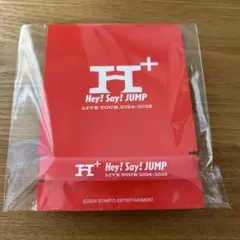 H+
Hey! Say! JUMP
LIVE TOUR 2024-2025
H+ Hey! Say! JUMP
LIVE TOUR 2024-2025
©2024 STARTO ENTERTAINMENT